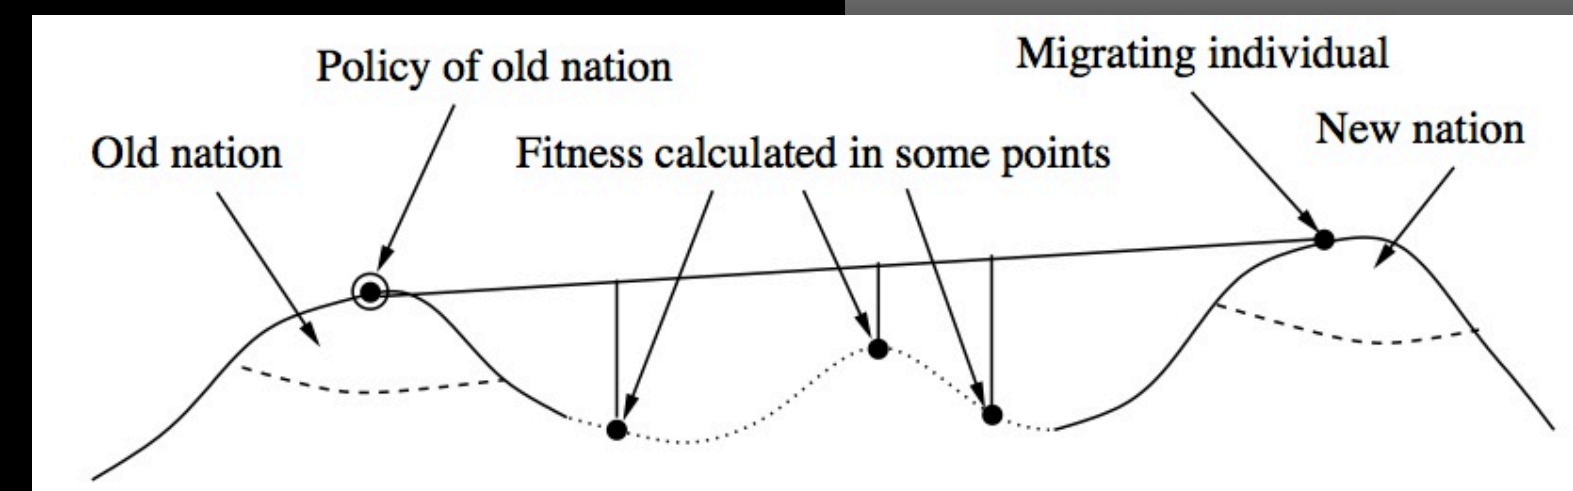 Policy of old nation
Migrating individual
Old nation
Fitness calculated in some points
New nation